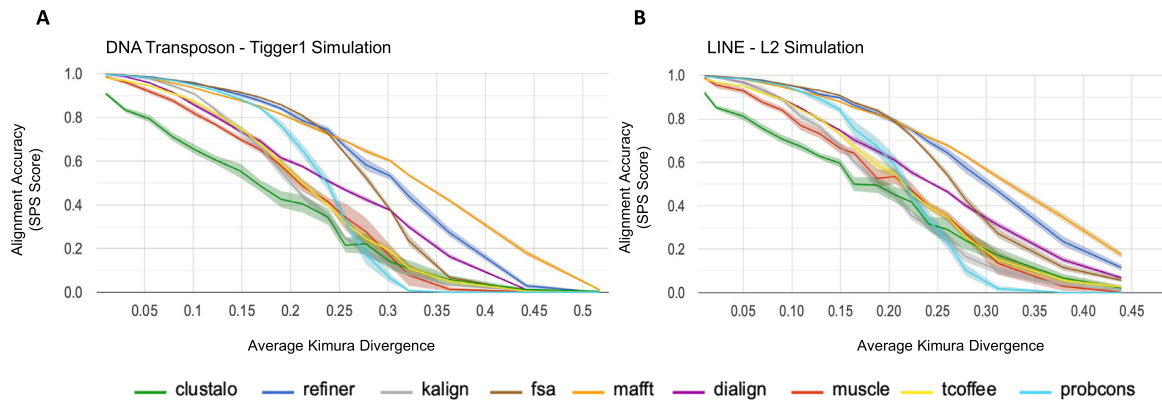 A
B
DNA Transposon - Tigger1 Simulation
LINE - L2 Simulation
Alignment Accuracy
(SPS Score)
1.0
0.8
0.6
0.4
0.2
0.0
0.05 0.1 0.15 0.2 0.25 0.3 0.35 0.4 0.45 0.5
Average Kimura Divergence
Alignment Accuracy
(SPS Score)
1.0
0.8
0.6
0.4
0.2
0.0
0.05 0.10 0.15 0.20 0.25 0.30 0.35 0.40 0.45
Average Kimura Divergence
clustalo refiner kalign fsa mafft dialign muscle tcoffee probcons